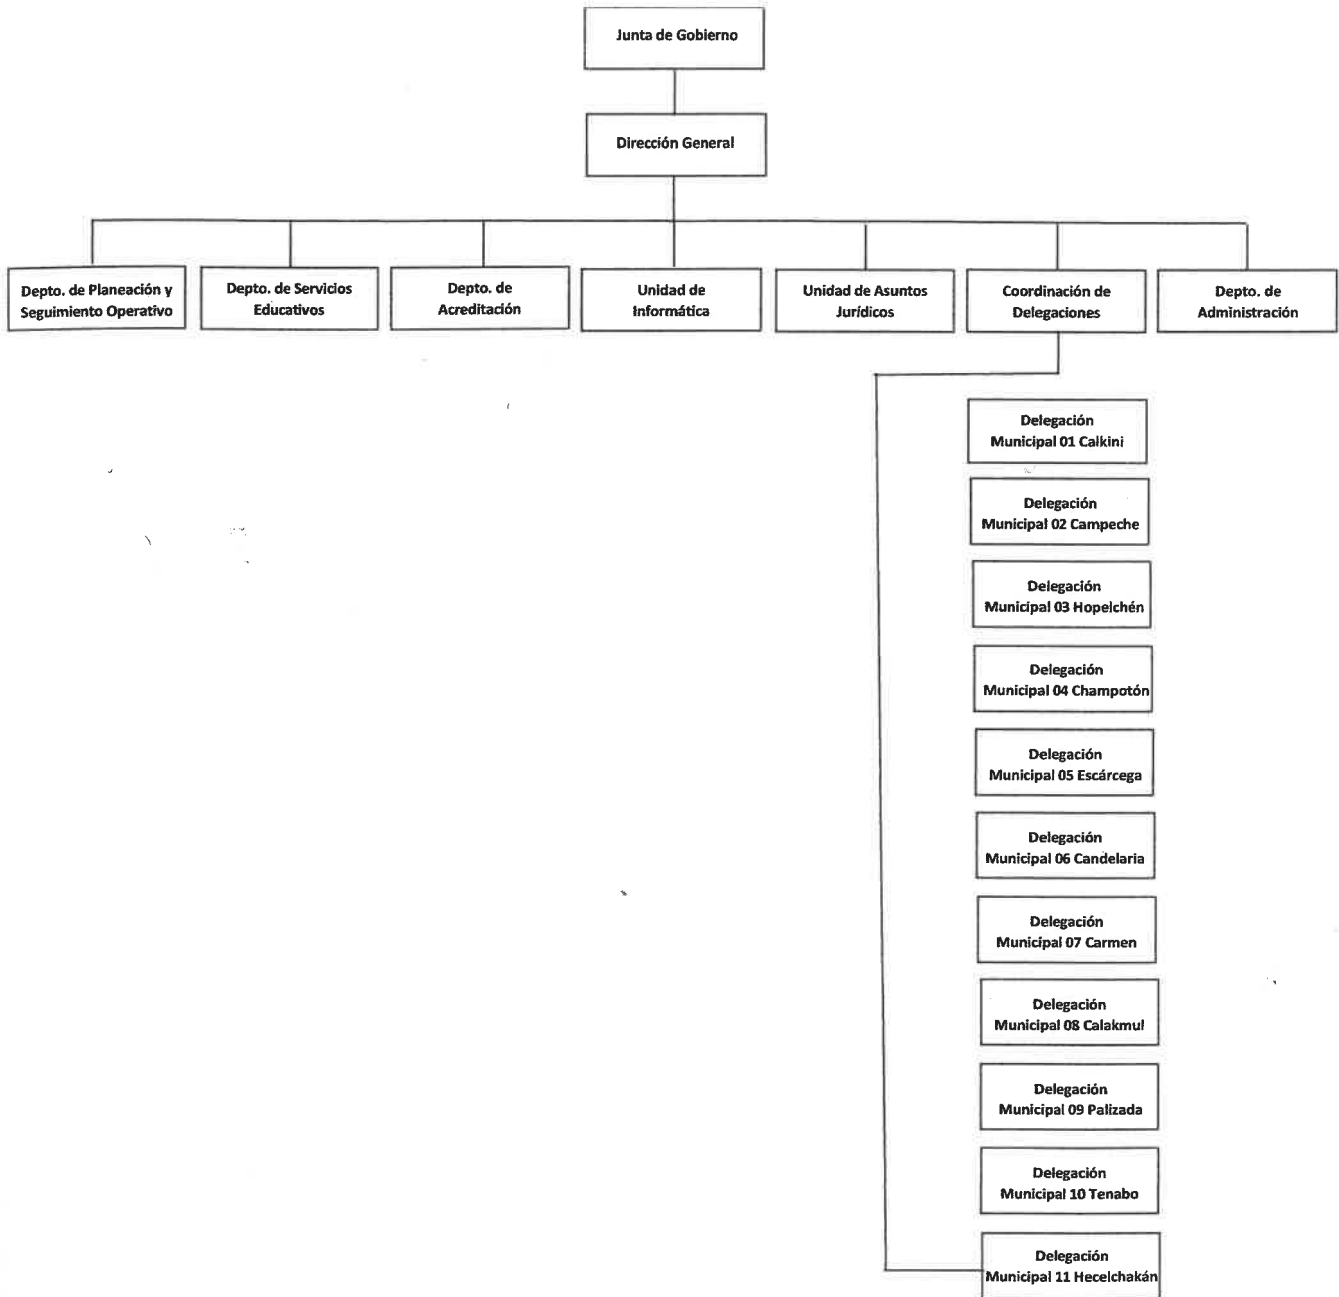 Junta de Gobierno
Dirección General
Depto. de Planeación y
Seguimiento Operativo
Depto. de Servicios
Educativos
Depto. de
Acreditación
Unidad de
Informática
Unidad de Asuntos
Jurídicos
Coordinación de
Delegaciones
Depto. de
Administración
Delegación
Municipal 01 Calkini
Delegación
Municipal 02 Campeche
Delegación
Municipal 03 Hopelchén
Delegación
Municipal 04 Champotón
Delegación
Municipal 05 Escárcega
Delegación
Municipal 06 Candelaria
Delegación
Municipal 07 Carmen
Delegación
Municipal 08 Calakmul
Delegación
Municipal 09 Palizada
Delegación
Municipal 10 Tenabo
Delegación
Municipal 11 Hecelchakán